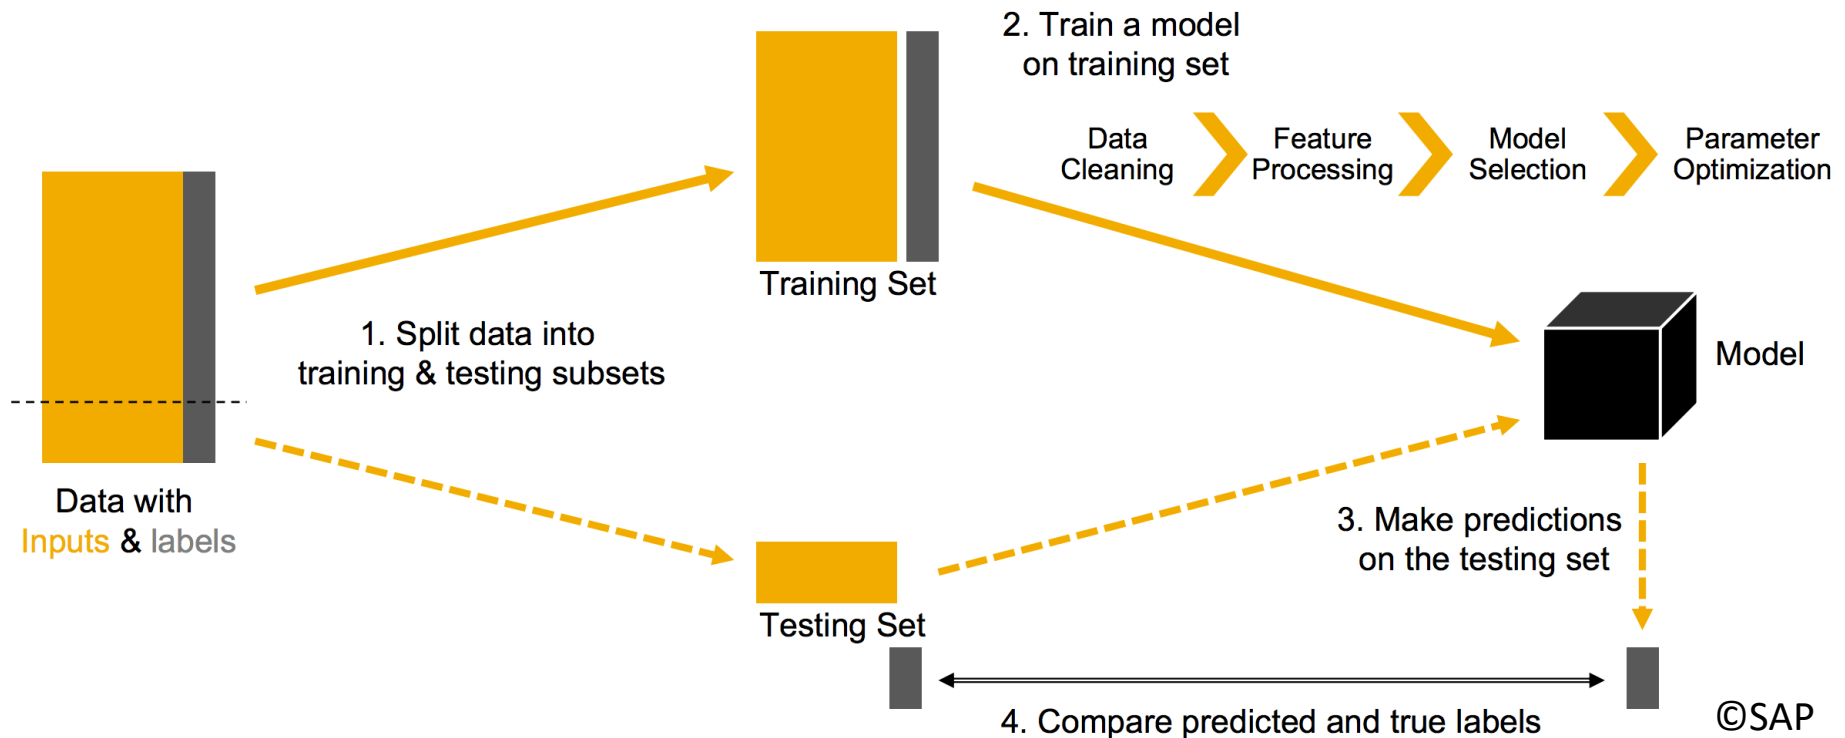 2. Train a model
on training set
Data
Cleaning
Feature
Processing
Model
Selection
Parameter
Optimization
Training Set
1. Split data into
training & testing subsets
Model
Data with
Inputs & labels
3. Make predictions
on the testing set
Testing Set
4. Compare predicted and true labels
©SAP